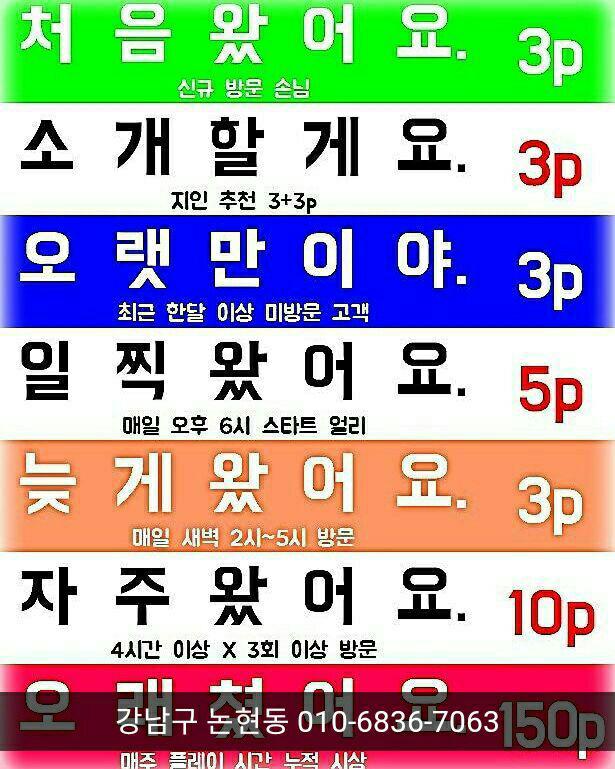 처음왔어요. 3p
신규 방문 손님
소개할게요. 3p
지인 추천 3+3p
오랫만이야. 3p
최근 한달 이상 미방문 고객
일찍왔어요. 5p
매일 오후 6시 스타트 얼리
늦게왔어요. 3p
매일 새벽 2시~5시 방문
자주왔어요. 10p
4시간 이상 X 3회 이상 방문
오랬쳤어요. 150p
강남구 논현동 010-6836-7063
매주 플레이 시간 누적 시상